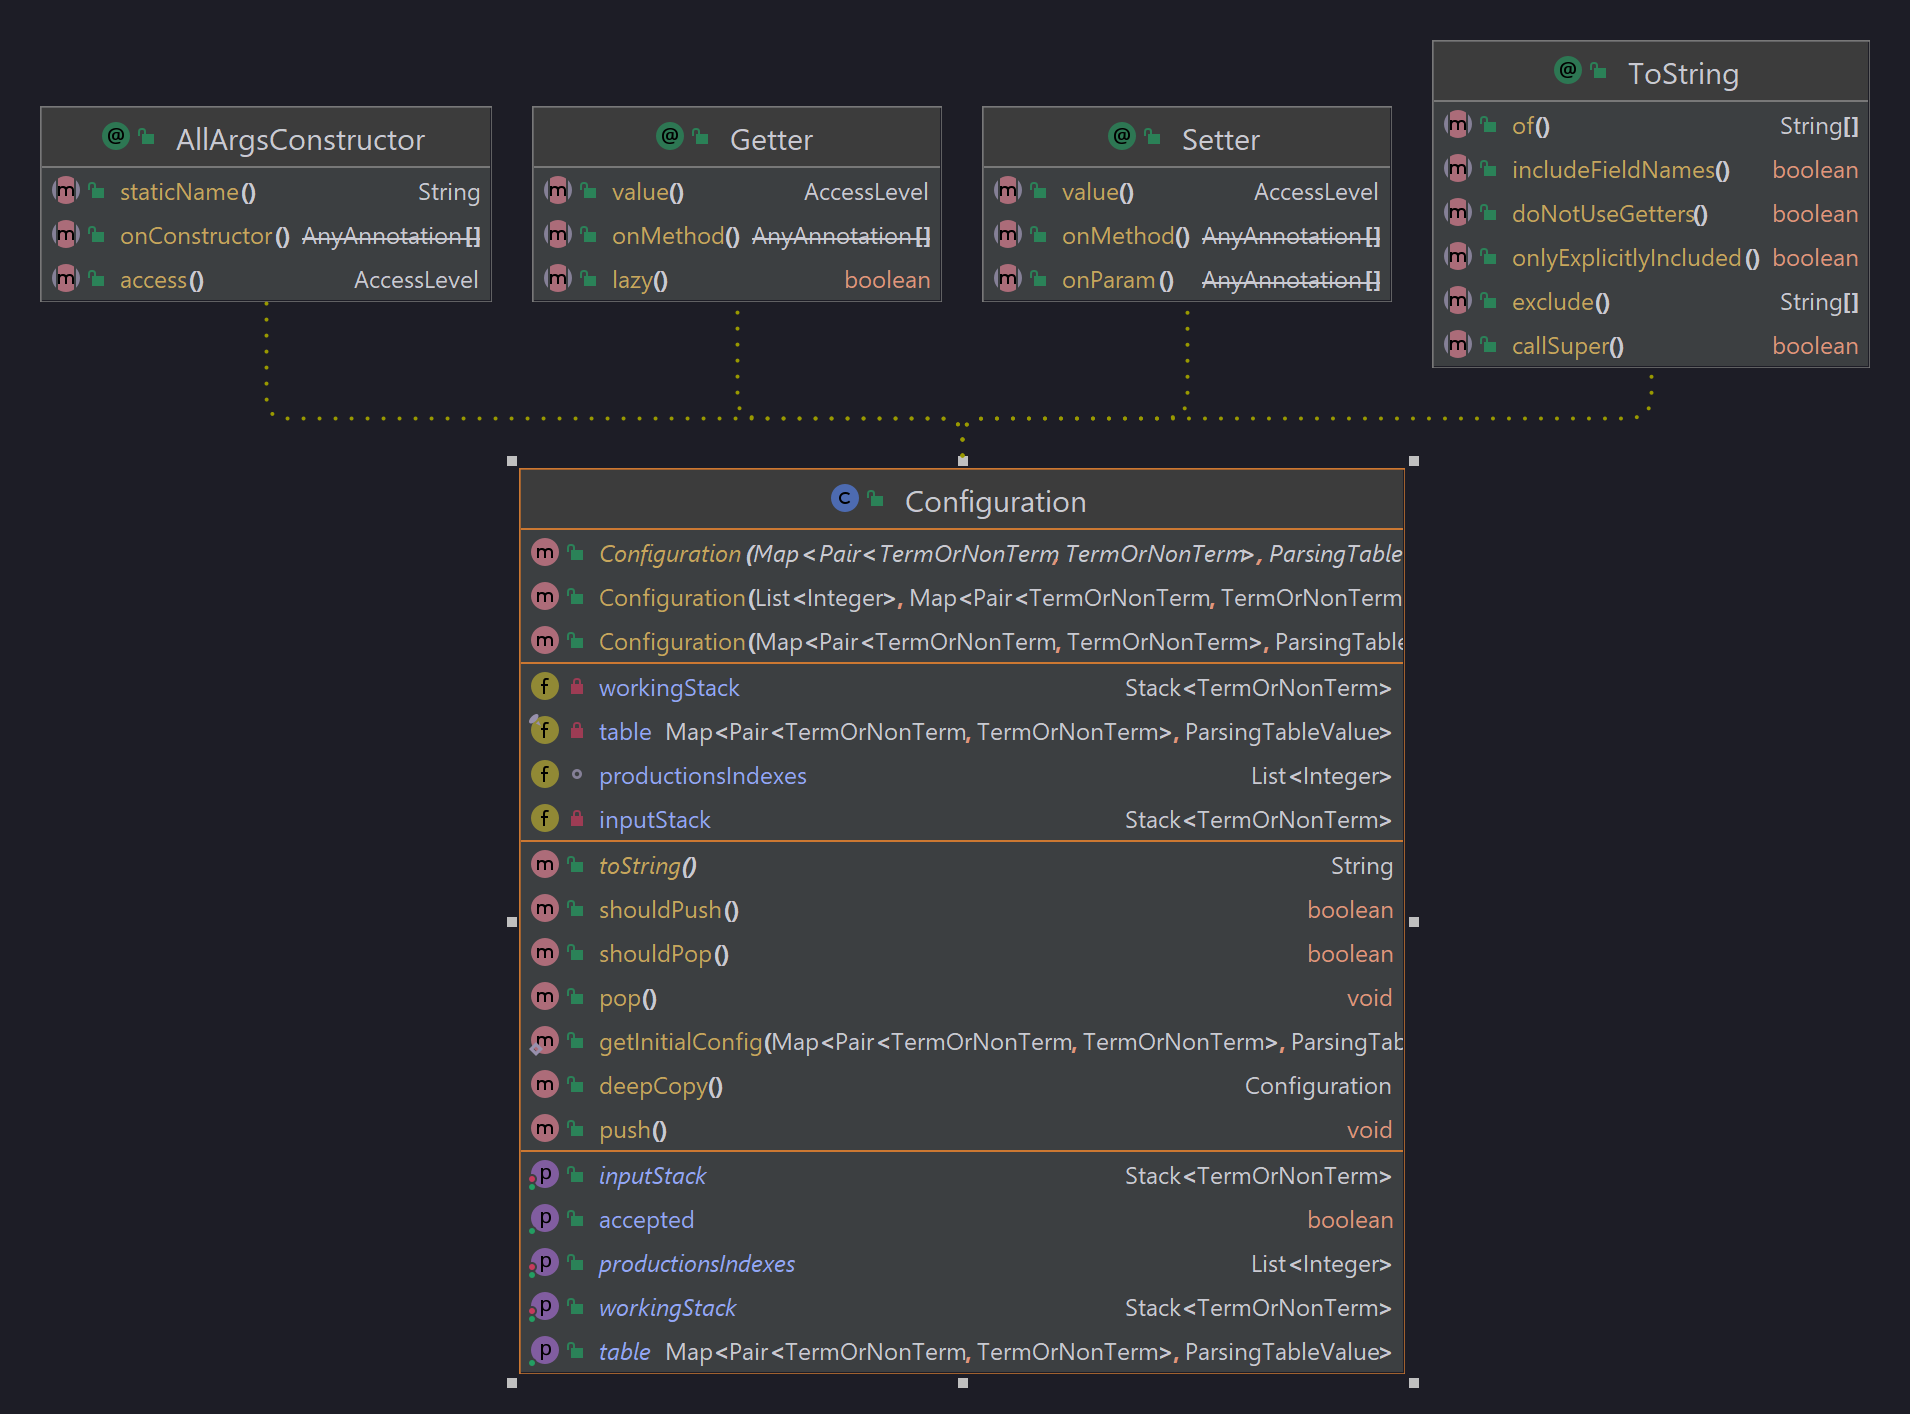 AllArgsConstructor
staticName() String
onConstructor() AnyAnnotation[]
access() AccessLevel
Getter
value() AccessLevel
onMethod() AnyAnnotation[]
lazy() boolean
Setter
value() AccessLevel
onMethod() AnyAnnotation[]
onParam() AnyAnnotation[]
ToString
of() String[]
includeFieldNames() boolean
doNotUseGetters() boolean
onlyExplicitlyIncluded() boolean
exclude() String[]
callSuper() boolean
Configuration
Configuration(Map<Pair<TermOrNonTerm, TermOrNonTerm>, ParsingTable
Configuration(List<Integer>, Map<Pair<TermOrNonTerm, TermOrNonTerm
Configuration(Map<Pair<TermOrNonTerm, TermOrNonTerm>, ParsingTable
workingStack Stack<TermOrNonTerm>
table Map<Pair<TermOrNonTerm, TermOrNonTerm>, ParsingTableValue>
productionsIndexes List<Integer>
inputStack Stack<TermOrNonTerm>
toString() String
shouldPush() boolean
shouldPop() boolean
pop() void
getInitialConfig(Map<Pair<TermOrNonTerm, TermOrNonTerm>, ParsingTab
deepCopy() Configuration
push() void
inputStack Stack<TermOrNonTerm>
accepted boolean
productionsIndexes List<Integer>
workingStack Stack<TermOrNonTerm>
table Map<Pair<TermOrNonTerm, TermOrNonTerm>, ParsingTableValue>